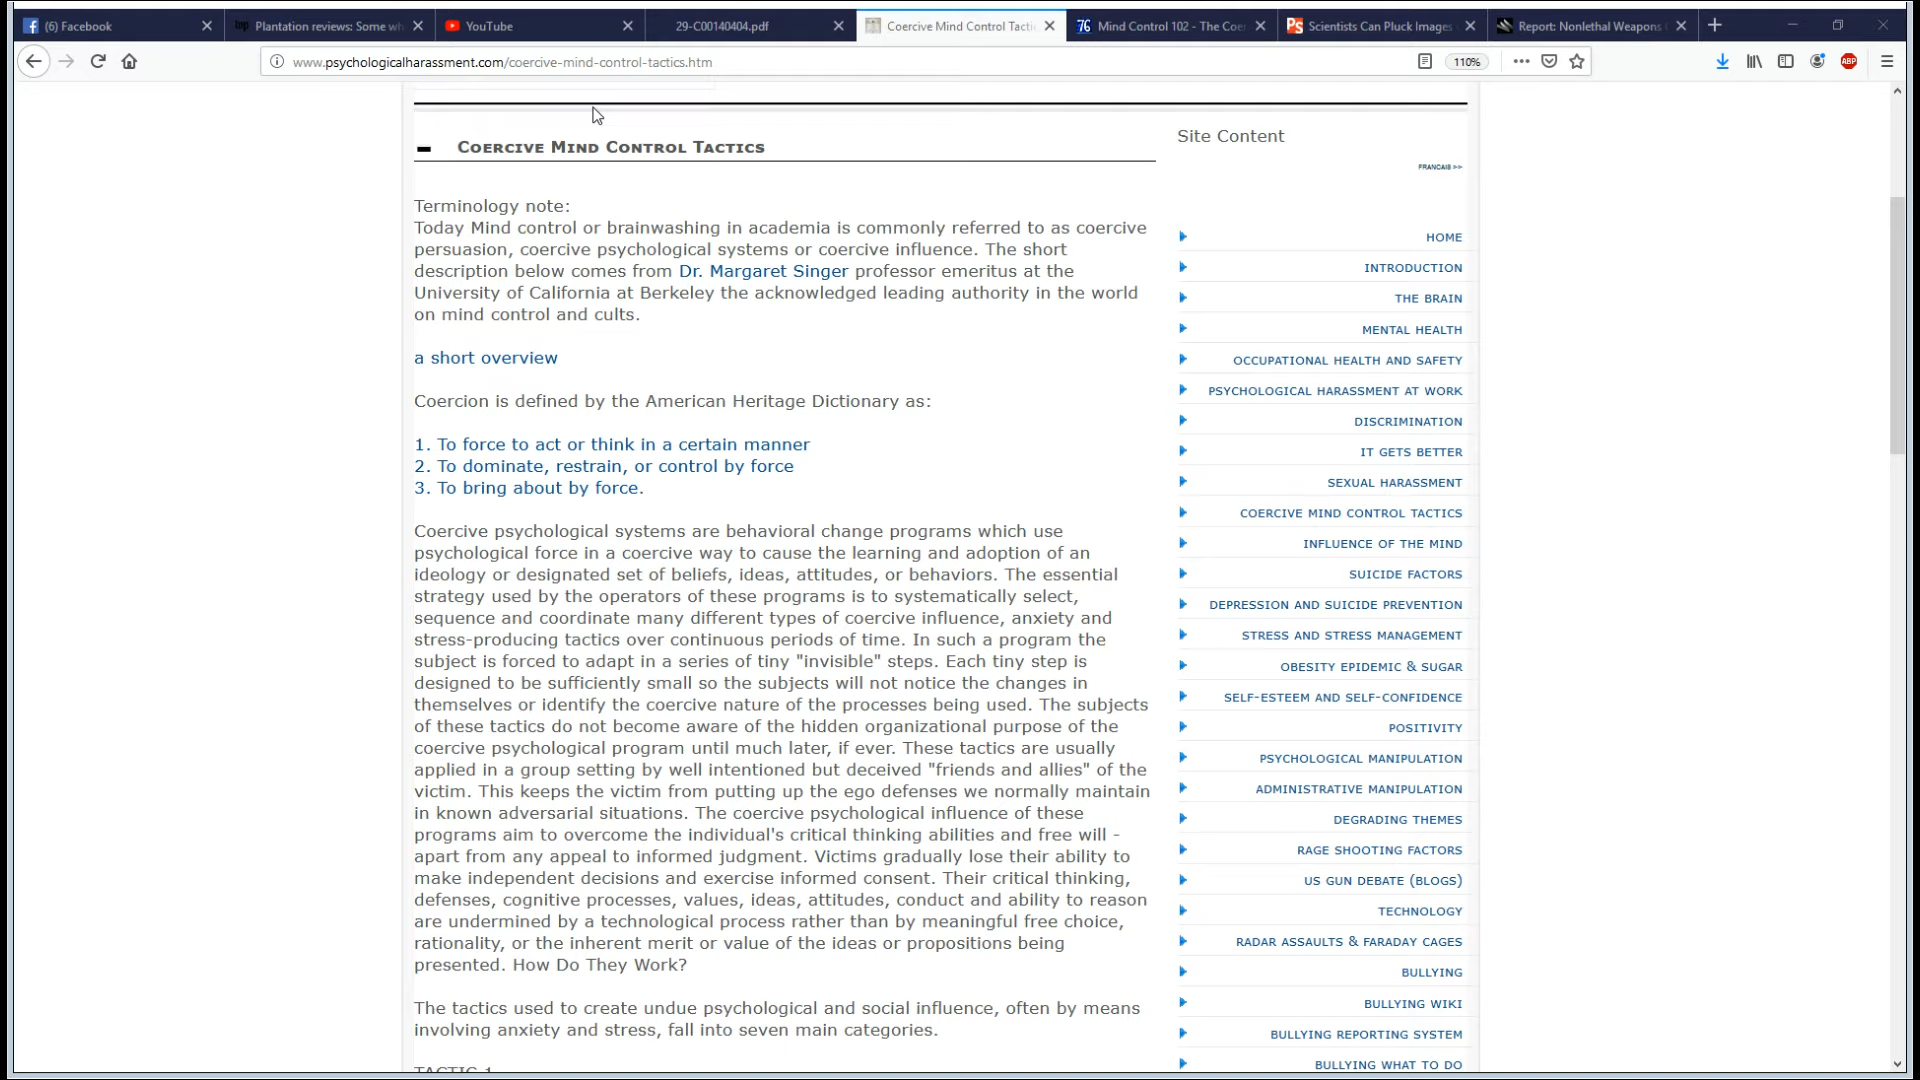 (6) Facebook
Plantation reviews: Some wh
YouTube
29-C00140404.pdf
Coercive Mind Control Tacti
Mind Control 102 - The Coe
Scientists Can Pluck Images
Report: Nonlethal Weapons
www.psychologicalharassment.com/coercive-mind-control-tactics.htm
110%
ABP
Coercive Mind Control Tactics
Terminology note:
Today Mind control or brainwashing in academia is commonly referred to as coercive
persuasion, coercive psychological systems or coercive influence. The short
description below comes from Dr. Margaret Singer professor emeritus at the
University of California at Berkeley the acknowledged leading authority in the world
on mind control and cults.
a short overview
Coercion is defined by the American Heritage Dictionary as:
1. To force to act or think in a certain manner
2. To dominate, restrain, or control by force
3. To bring about by force.
Coercive psychological systems are behavioral change programs which use
psychological force in a coercive way to cause the learning and adoption of an
ideology or designated set of beliefs, ideas, attitudes, or behaviors. The essential
strategy used by the operators of these programs is to systematically select,
sequence and coordinate many different types of coercive influence, anxiety and
stress-producing tactics over continuous periods of time. In such a program the
subject is forced to adapt in a series of tiny "invisible" steps. Each tiny step is
designed to be sufficiently small so the subjects will not notice the changes in
themselves or identify the coercive nature of the processes being used. The subjects
of these tactics do not become aware of the hidden organizational purpose of the
coercive psychological program until much later, if ever. These tactics are usually
applied in a group setting by well intentioned but deceived "friends and allies" of the
victim. This keeps the victim from putting up the ego defenses we normally maintain
in known adversarial situations. The coercive psychological influence of these
programs aim to overcome the individual's critical thinking abilities and free will -
apart from any appeal to informed judgment. Victims gradually lose their ability to
make independent decisions and exercise informed consent. Their critical thinking,
defenses, cognitive processes, values, ideas, attitudes, conduct and ability to reason
are undermined by a technological process rather than by meaningful free choice,
rationality, or the inherent merit or value of the ideas or propositions being
presented. How Do They Work?
The tactics used to create undue psychological and social influence, often by means
involving anxiety and stress, fall into seven main categories.
TACTIC 1
Site Content
FRANCAIS >>
HOME
INTRODUCTION
THE BRAIN
MENTAL HEALTH
OCCUPATIONAL HEALTH AND SAFETY
PSYCHOLOGICAL HARASSMENT AT WORK
DISCRIMINATION
IT GETS BETTER
SEXUAL HARASSMENT
COERCIVE MIND CONTROL TACTICS
INFLUENCE OF THE MIND
SUICIDE FACTORS
DEPRESSION AND SUICIDE PREVENTION
STRESS AND STRESS MANAGEMENT
OBESITY EPIDEMIC & SUGAR
SELF-ESTEEM AND SELF-CONFIDENCE
POSITIVITY
PSYCHOLOGICAL MANIPULATION
ADMINISTRATIVE MANIPULATION
DEGRADING THEMES
RAGE SHOOTING FACTORS
US GUN DEBATE (BLOGS)
TECHNOLOGY
RADAR ASSAULTS & FARADAY CAGES
BULLYING
BULLYING WIKI
BULLYING REPORTING SYSTEM
BULLYING WHAT TO DO